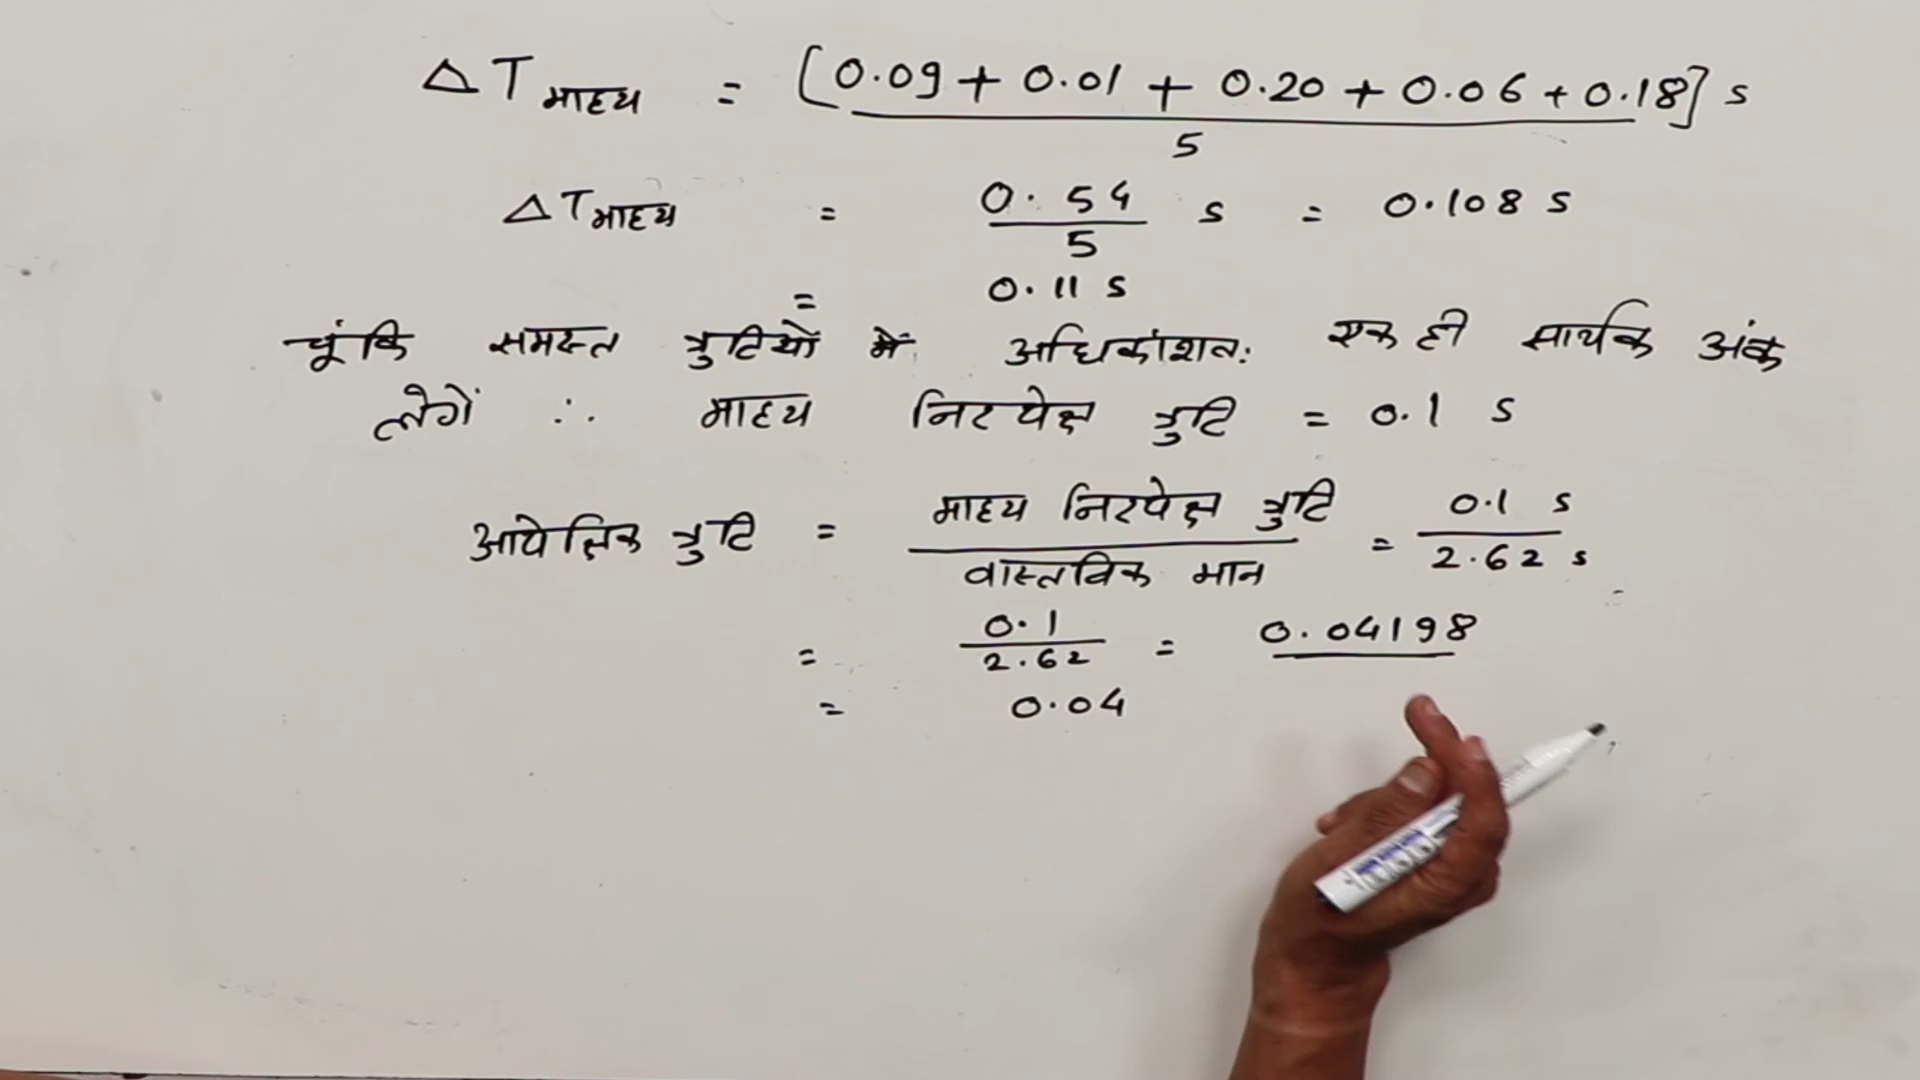 ΔT माध्य = [0.09 + 0.01 + 0.20 + 0.06 + 0.18] s
5
ΔT माध्य = 0.54 / 5 s = 0.108 s
= 0.11 s
चूंकि समस्त त्रुटियों में अधिकांशतः एक ही सार्थक अंक
लेगें ∴ माध्य निरपेक्ष त्रुटि = 0.1 s
आपेक्षिक त्रुटि = माध्य निरपेक्ष त्रुटि / वास्तविक मान = 0.1 s / 2.62 s
= 0.1 / 2.62 = 0.04198
= 0.04